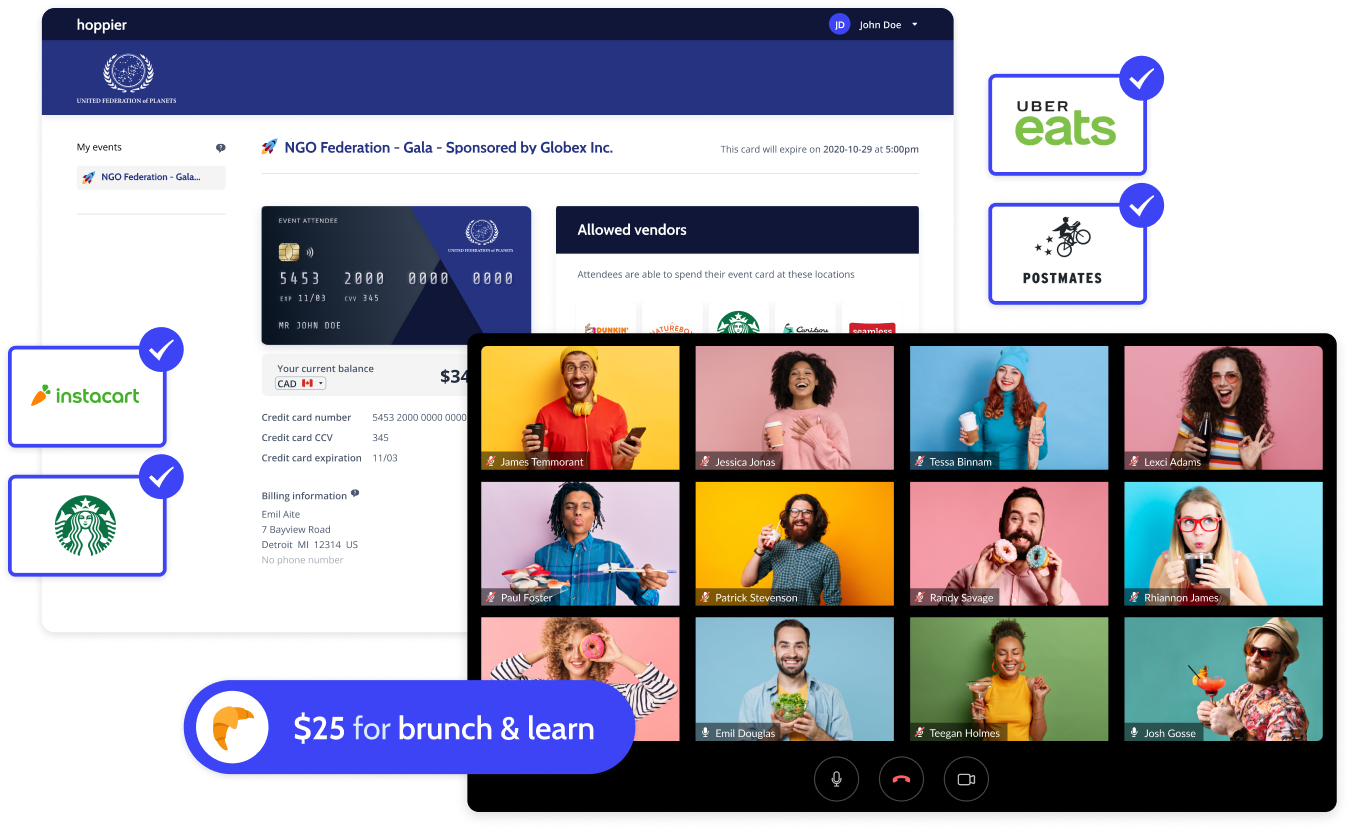 hoppier
JD John Doe
UNITED FEDERATION of PLANETS
My events
NGO Federation - Gala...
NGO Federation - Gala - Sponsored by Globex Inc.
This card will expire on 2020-10-29 at 5:00pm
EVENT ATTENDEE
UNITED FEDERATION of PLANETS
5453 2000 0000 0000
EXP 11/03 CVV 345
MR JOHN DOE
Your current balance
CAD
$34
Credit card number 5453 2000 0000 0000
Credit card CCV 345
Credit card expiration 11/03
Billing information
Emil Aite
7 Bayview Road
Detroit MI 12314 US
No phone number
Allowed vendors
Attendees are able to spend their event card at these locations
DUNKIN'
Caribou
seamless
UBER
eats
POSTMATES
instacart
James Temmorant
Jessica Jonas
Tessa Binnam
Lexci Adams
Paul Foster
Patrick Stevenson
Randy Savage
Rhiannon James
Emil Douglas
Teegan Holmes
Josh Gosse
$25 for brunch & learn